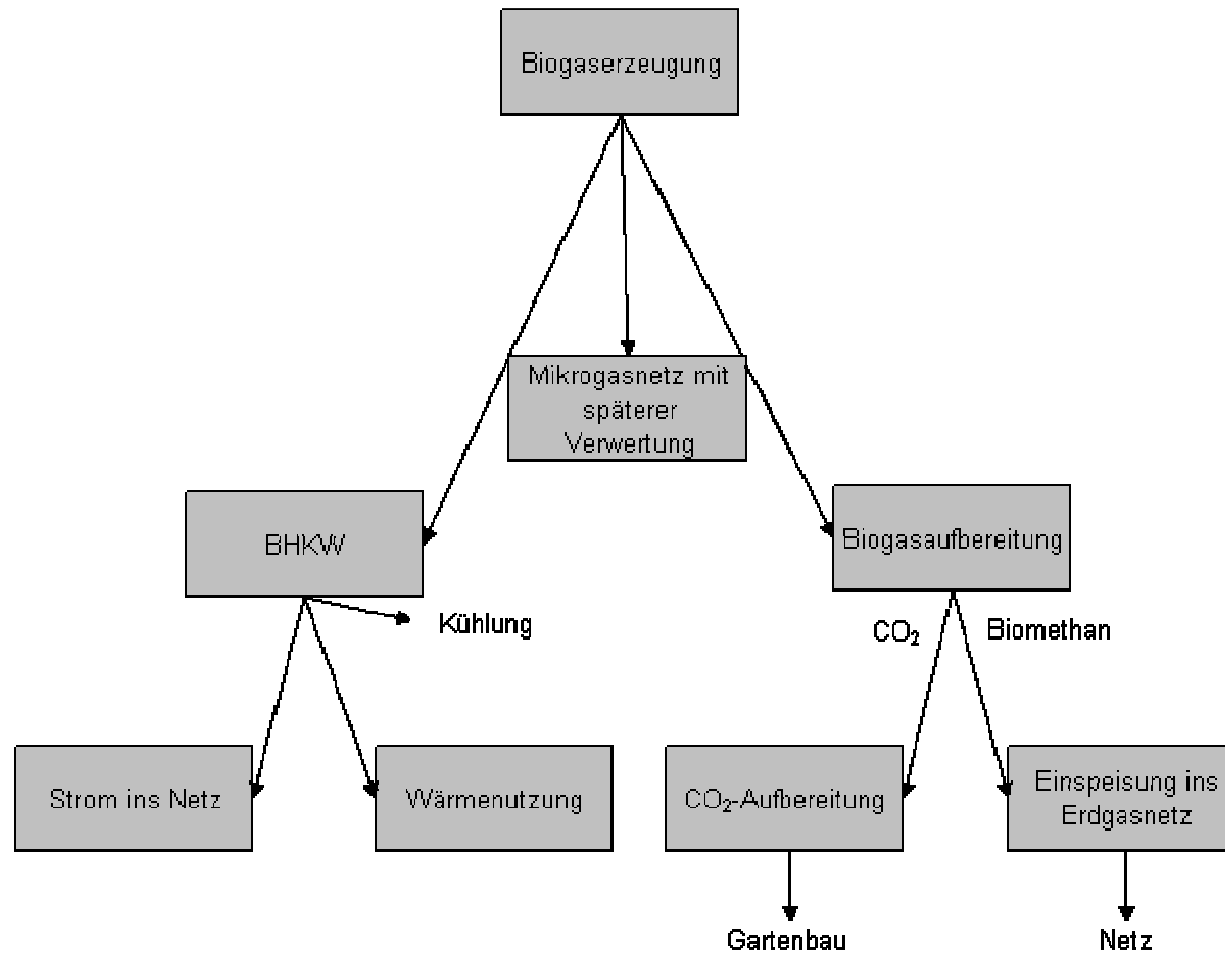 Biogaserzeugung
Mikrogasnetz mit
späterer
Verwertung
BHKW
Biogasaufbereitung
Kühlung
CO₂
Biomethan
Strom ins Netz
Wärmenutzung
CO₂-Aufbereitung
Einspeisung ins
Erdgasnetz
Gartenbau
Netz